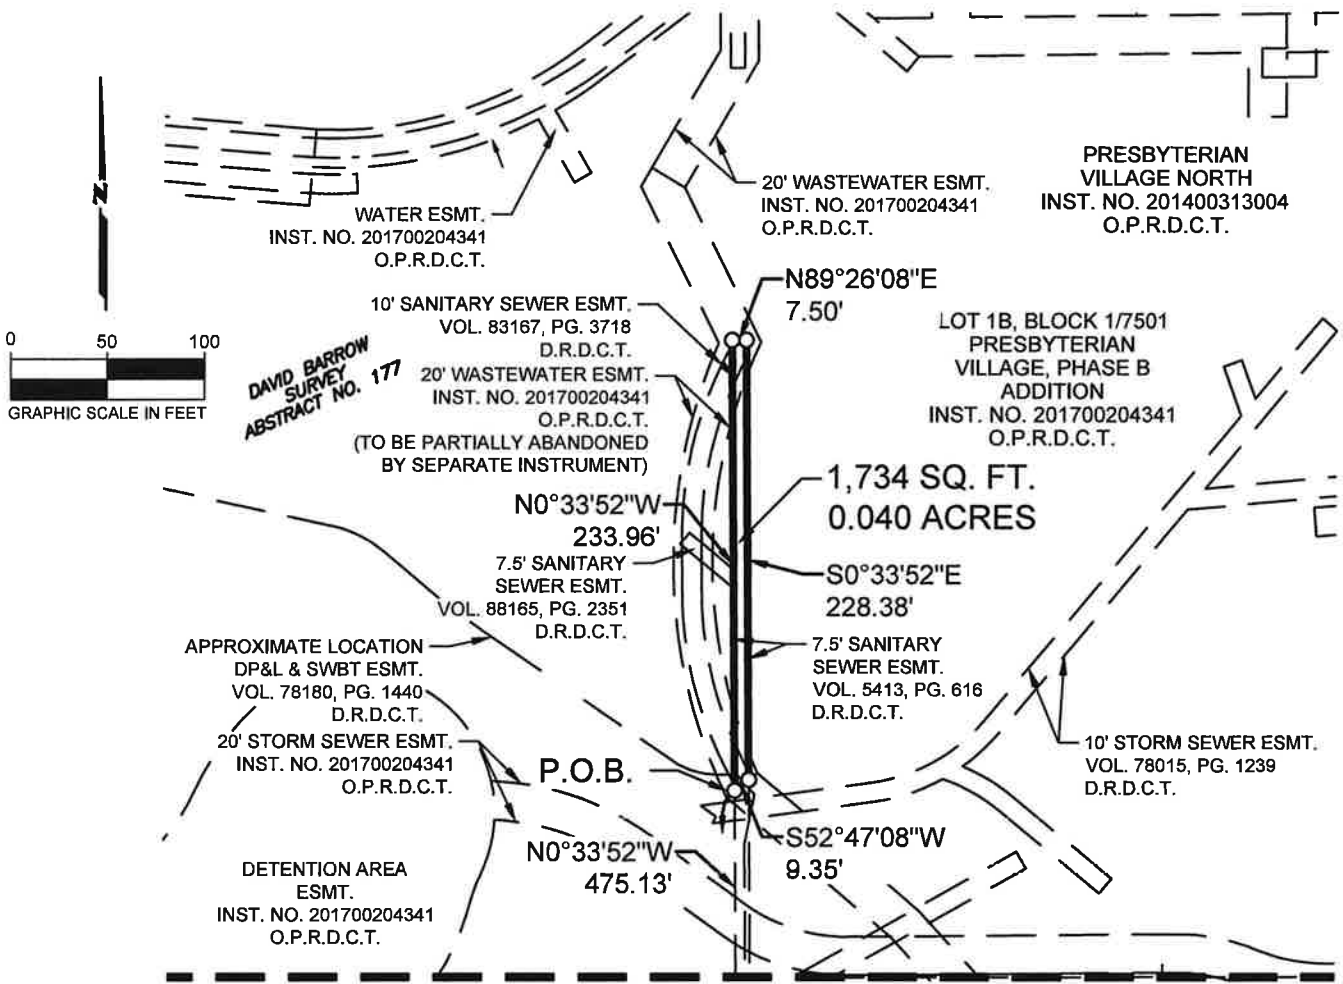 PRESBYTERIAN
VILLAGE NORTH
INST. NO. 201400313004
O.P.R.D.C.T.
20' WASTEWATER ESMT.
INST. NO. 201700204341
O.P.R.D.C.T.
WATER ESMT.
INST. NO. 201700204341
O.P.R.D.C.T.
N
N89°26'08"E
7.50'
10' SANITARY SEWER ESMT.
VOL. 83167, PG. 3718
D.R.D.C.T.
LOT 1B, BLOCK 1/7501
PRESBYTERIAN
VILLAGE, PHASE B
ADDITION
INST. NO. 201700204341
O.P.R.D.C.T.
0 50 100
GRAPHIC SCALE IN FEET
DAVID BARROW
SURVEY
ABSTRACT NO. 177
20' WASTEWATER ESMT.
INST. NO. 201700204341
O.P.R.D.C.T.
(TO BE PARTIALLY ABANDONED
BY SEPARATE INSTRUMENT)
1,734 SQ. FT.
0.040 ACRES
N0°33'52"W
233.96'
7.5' SANITARY
SEWER ESMT.
VOL. 88165, PG. 2351
D.R.D.C.T.
S0°33'52"E
228.38'
APPROXIMATE LOCATION
DP&L & SWBT ESMT.
VOL. 78180, PG. 1440
D.R.D.C.T.
7.5' SANITARY
SEWER ESMT.
VOL. 5413, PG. 616
D.R.D.C.T.
20' STORM SEWER ESMT.
INST. NO. 201700204341
O.P.R.D.C.T.
10' STORM SEWER ESMT.
VOL. 78015, PG. 1239
D.R.D.C.T.
P.O.B.
S52°47'08"W
9.35'
N0°33'52"W
475.13'
DETENTION AREA
ESMT.
INST. NO. 201700204341
O.P.R.D.C.T.